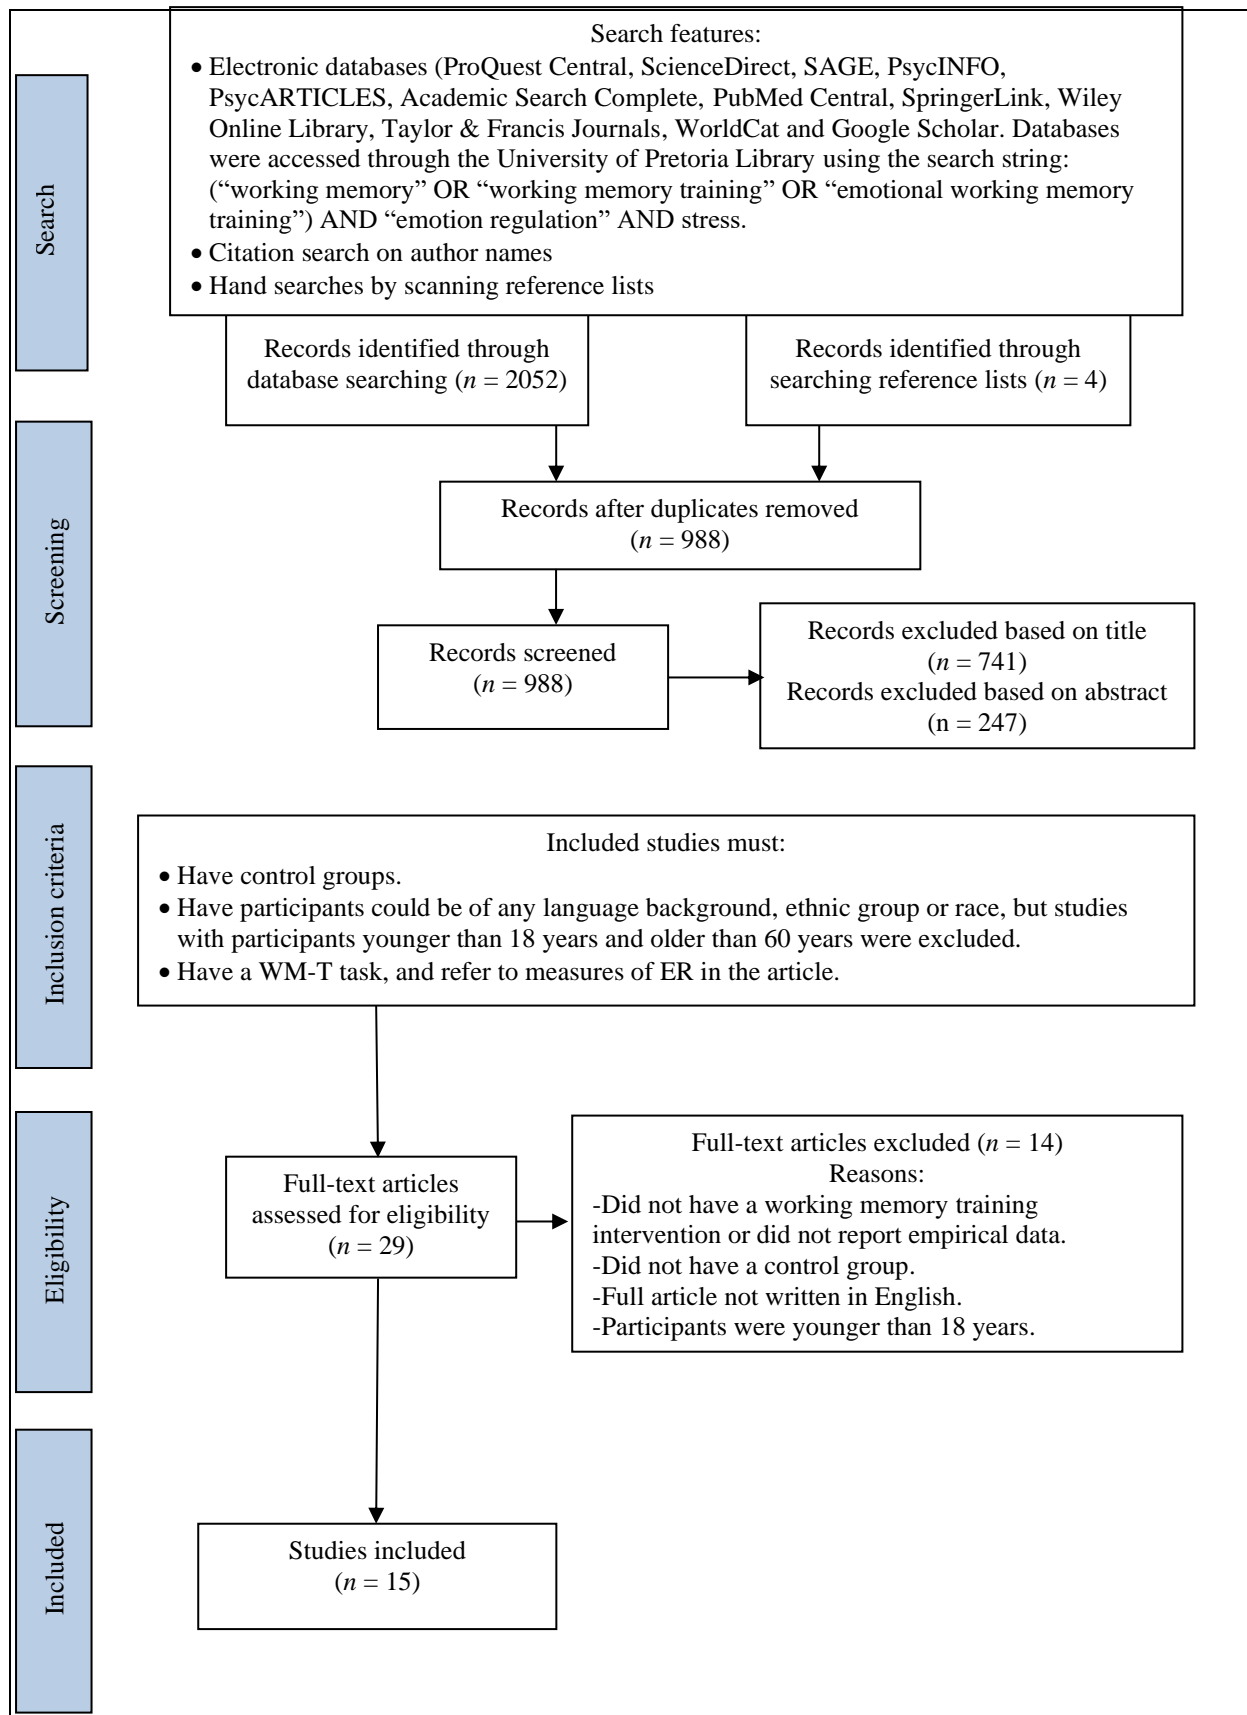 Search features:
• Electronic databases (ProQuest Central, ScienceDirect, SAGE, PsycINFO,
PsycARTICLES, Academic Search Complete, PubMed Central, SpringerLink, Wiley
Online Library, Taylor & Francis Journals, WorldCat and Google Scholar. Databases
were accessed through the University of Pretoria Library using the search string:
(“working memory” OR “working memory training” OR “emotional working memory
training”) AND “emotion regulation” AND stress.
• Citation search on author names
• Hand searches by scanning reference lists
Search
Records identified through
database searching (n = 2052)
Records identified through
searching reference lists (n = 4)
Screening
Records after duplicates removed
(n = 988)
Records screened
(n = 988)
Records excluded based on title
(n = 741)
Records excluded based on abstract
(n = 247)
Inclusion criteria
Included studies must:
• Have control groups.
• Have participants could be of any language background, ethnic group or race, but studies
with participants younger than 18 years and older than 60 years were excluded.
• Have a WM-T task, and refer to measures of ER in the article.
Eligibility
Full-text articles
assessed for eligibility
(n = 29)
Full-text articles excluded (n = 14)
Reasons:
-Did not have a working memory training
intervention or did not report empirical data.
-Did not have a control group.
-Full article not written in English.
-Participants were younger than 18 years.
Included
Studies included
(n = 15)